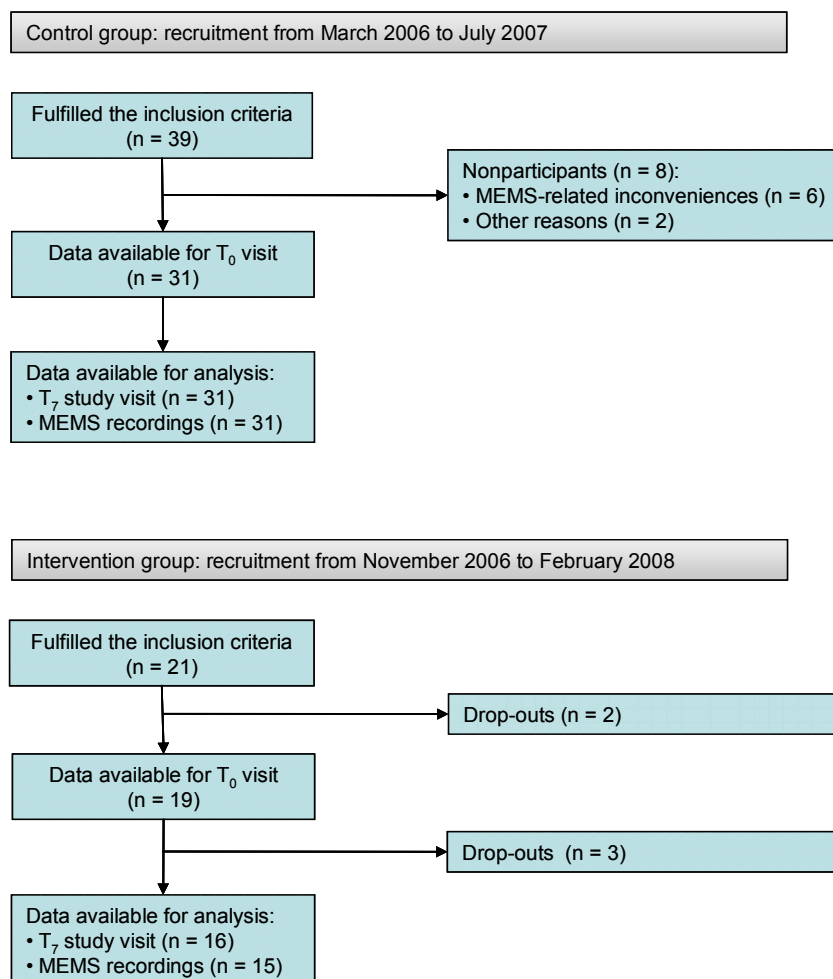 Control group: recruitment from March 2006 to July 2007
Fulfilled the inclusion criteria
(n = 39)
Nonparticipants (n = 8):
• MEMS-related inconveniences (n = 6)
• Other reasons (n = 2)
Data available for T₀ visit
(n = 31)
Data available for analysis:
• T₇ study visit (n = 31)
• MEMS recordings (n = 31)
Intervention group: recruitment from November 2006 to February 2008
Fulfilled the inclusion criteria
(n = 21)
Drop-outs (n = 2)
Data available for T₀ visit
(n = 19)
Drop-outs (n = 3)
Data available for analysis:
• T₇ study visit (n = 16)
• MEMS recordings (n = 15)